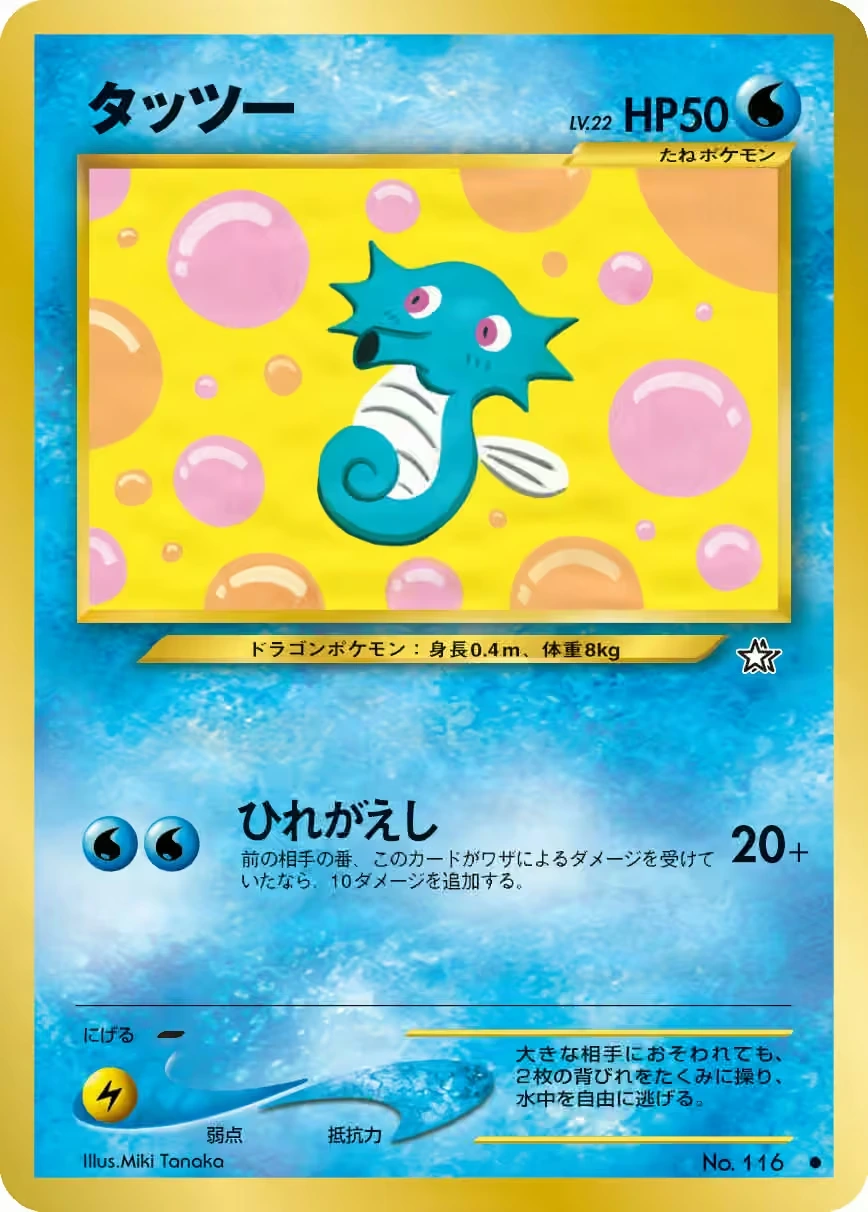 タッツー
LV.22 HP50
たねポケモン
ドラゴンポケモン：身長0.4m、体重8kg
ひれがえし
20+
前の相手の番、このカードがワザによるダメージを受けて
いたなら、10ダメージを追加する。
にげる
大きな相手におそわれても、
2枚の背びれをたくみに操り、
水中を自由に逃げる。
弱点
抵抗力
Illus.Miki Tanaka
No. 116